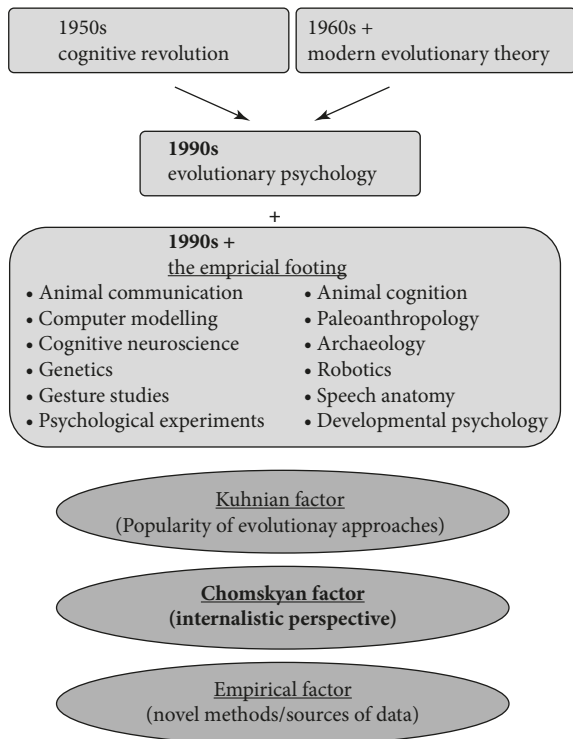 1950s
cognitive revolution
1960s +
modern evolutionary theory
1990s
evolutionary psychology
+
1990s +
the empricial footing
• Animal communication
• Computer modelling
• Cognitive neuroscience
• Genetics
• Gesture studies
• Psychological experiments
• Animal cognition
• Paleoanthropology
• Archaeology
• Robotics
• Speech anatomy
• Developmental psychology
Kuhnian factor
(Popularity of evolutionay approaches)
Chomskyan factor
(internalistic perspective)
Empirical factor
(novel methods/sources of data)